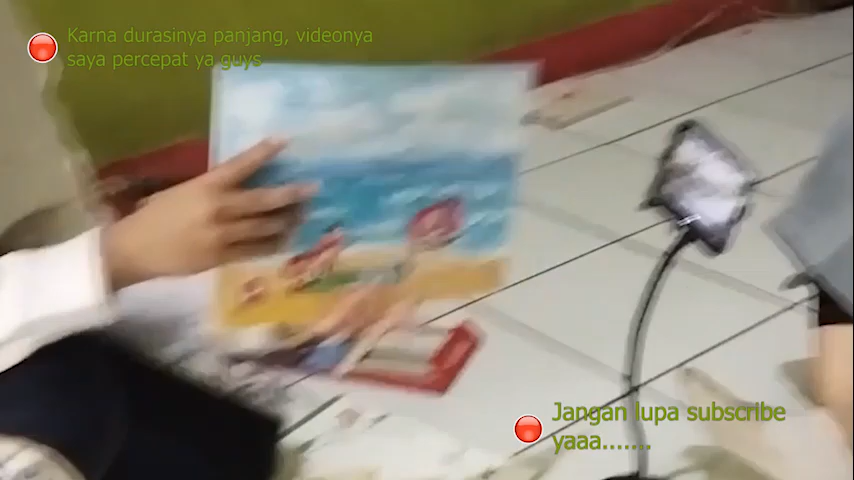 Karna durasinya panjang, videonya
saya percepat ya guys
Jangan lupa subscribe
yaaa.......